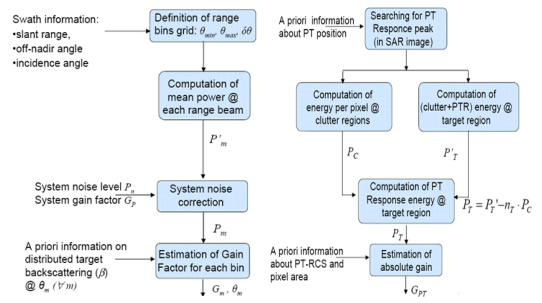 Swath information:
•slant range,
•off-nadir angle
•incidence angle
Definition of range
bins grid: θmin, θmax, δθ
Computation of
mean power @
each range beam
P'm
System noise level Pn
System gain factor GP
System noise
correction
Pm
A priori information on
distributed target
backscattering (β)
@ θm (∀ m)
Estimation of Gain
Factor for each bin
Gm, θm
A priori information
about PT position
Searching for PT
Responce peak
(in SAR image)
Computation of
energy per pixel @
clutter regions
Computation of
(clutter+PTR) energy @
target region
PC
P'T
Computation of PT
Response energy @
target region
PT = PT' – nT · PC
PT
A priori information
about PT-RCS and
pixel area
Estimation of
absolute gain
GPT